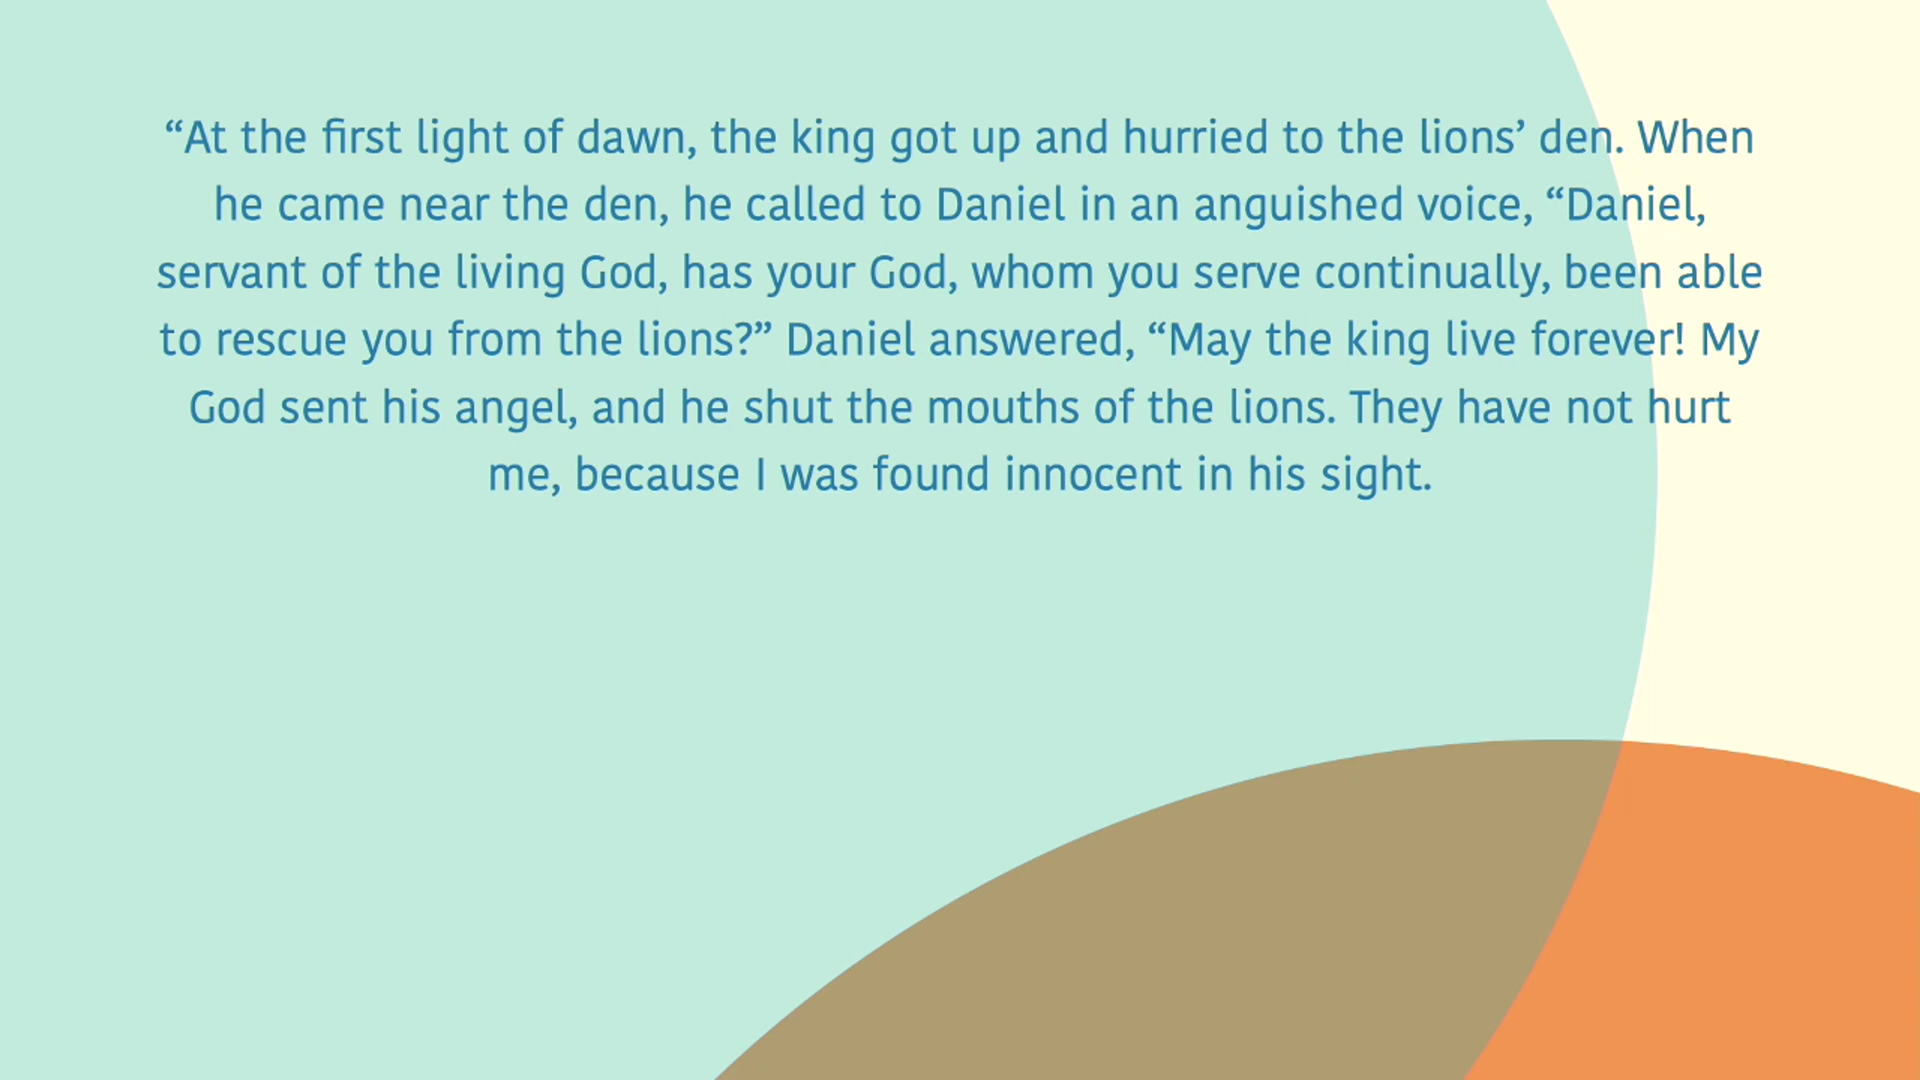 “At the first light of dawn, the king got up and hurried to the lions’ den. When
he came near the den, he called to Daniel in an anguished voice, “Daniel,
servant of the living God, has your God, whom you serve continually, been able
to rescue you from the lions?” Daniel answered, “May the king live forever! My
God sent his angel, and he shut the mouths of the lions. They have not hurt
me, because I was found innocent in his sight.